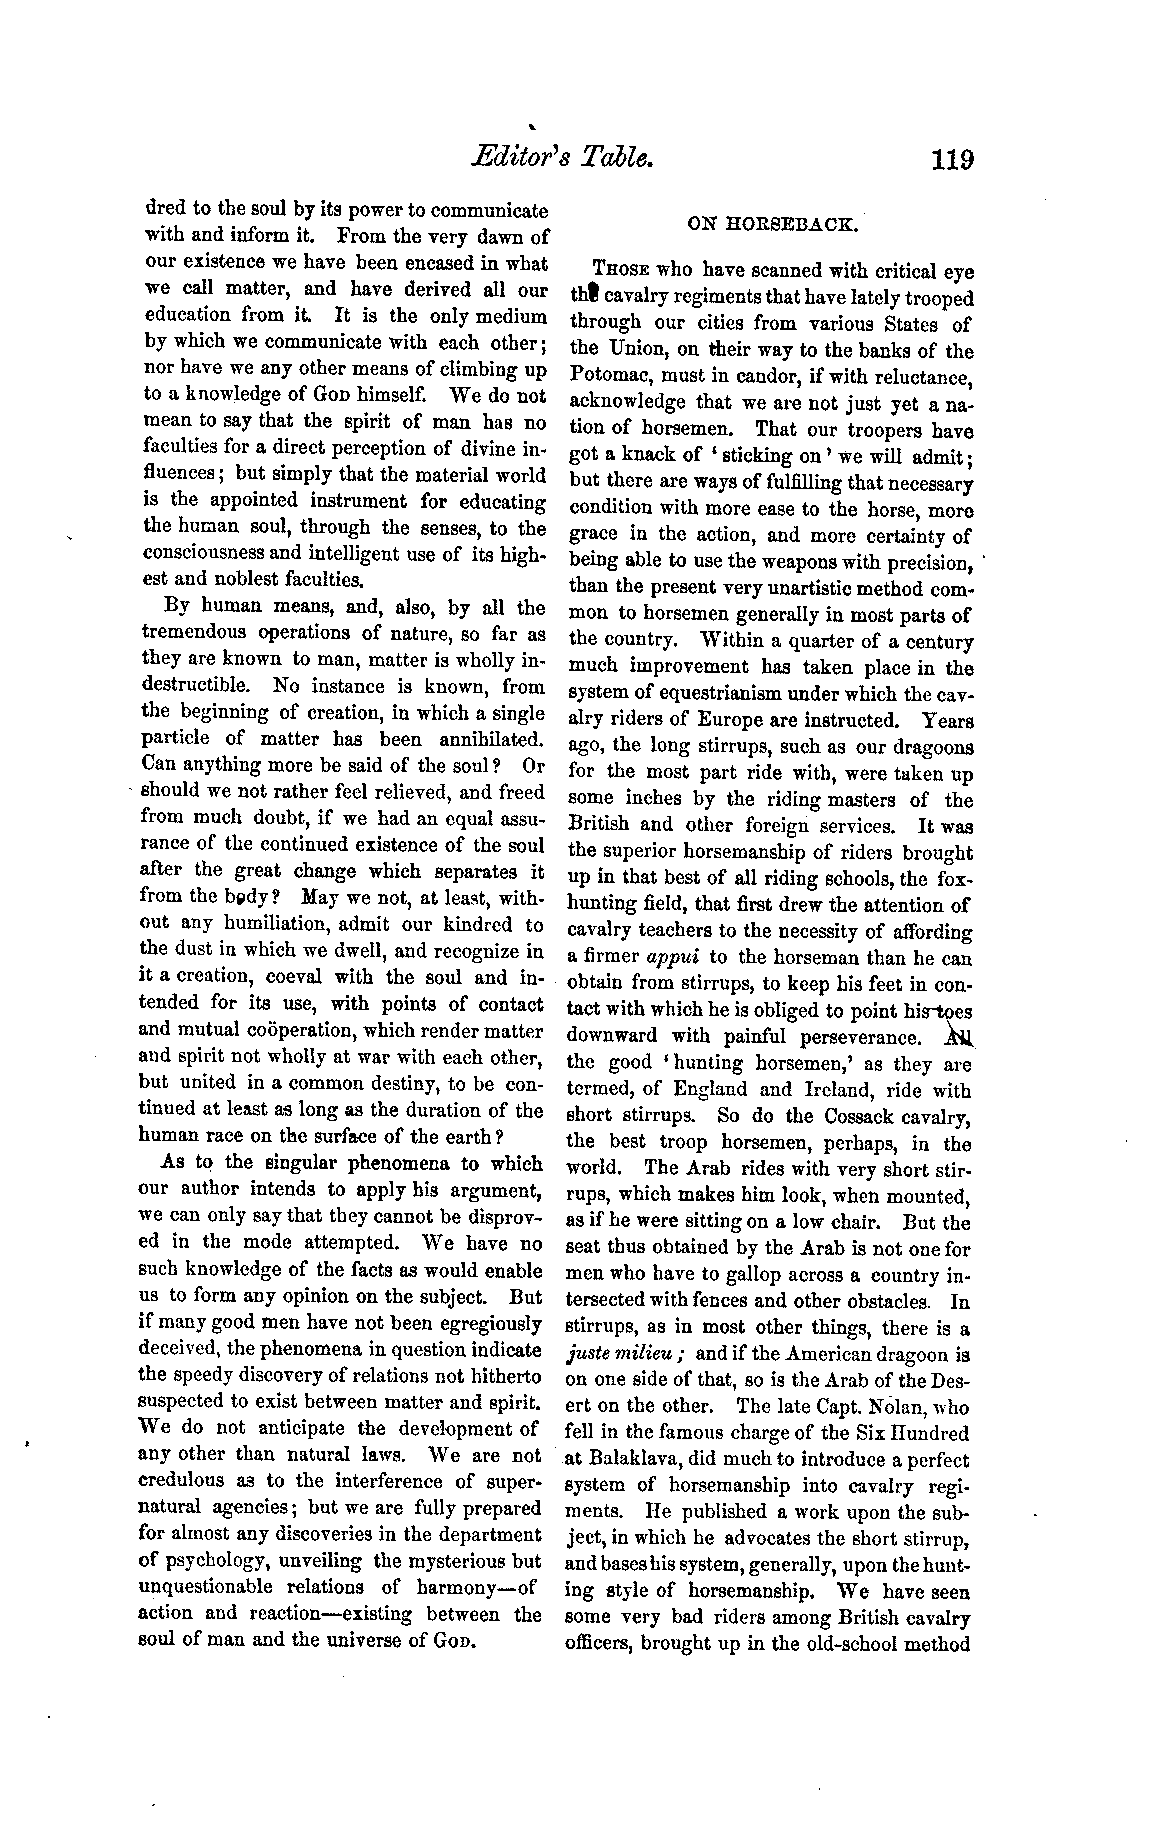 Editor's Table.
119
dred to the soul by its power to communicate
with and inform it. From the very dawn of
our existence we have been encased in what
we call matter, and have derived all our
education from it. It is the only medium
by which we communicate with each other;
nor have we any other means of climbing up
to a knowledge of GOD himself. We do not
mean to say that the spirit of man has no
faculties for a direct perception of divine in-
fluences; but simply that the material world
is the appointed instrument for educating
the human soul, through the senses, to the
consciousness and intelligent use of its high-
est and noblest faculties.
By human means, and, also, by all the
tremendous operations of nature, so far as
they are known to man, matter is wholly in-
destructible. No instance is known, from
the beginning of creation, in which a single
particle of matter has been annihilated.
Can anything more be said of the soul? Or
should we not rather feel relieved, and freed
from much doubt, if we had an equal assu-
rance of the continued existence of the soul
after the great change which separates it
from the body? May we not, at least, with-
out any humiliation, admit our kindred to
the dust in which we dwell, and recognize in
it a creation, coeval with the soul and in-
tended for its use, with points of contact
and mutual coöperation, which render matter
and spirit not wholly at war with each other,
but united in a common destiny, to be con-
tinued at least as long as the duration of the
human race on the surface of the earth?
As to the singular phenomena to which
our author intends to apply his argument,
we can only say that they cannot be disprov-
ed in the mode attempted. We have no
such knowledge of the facts as would enable
us to form any opinion on the subject. But
if many good men have not been egregiously
deceived, the phenomena in question indicate
the speedy discovery of relations not hitherto
suspected to exist between matter and spirit.
We do not anticipate the development of
any other than natural laws. We are not
credulous as to the interference of super-
natural agencies; but we are fully prepared
for almost any discoveries in the department
of psychology, unveiling the mysterious but
unquestionable relations of harmony—of
action and reaction—existing between the
soul of man and the universe of GOD.
ON HORSEBACK.
THOSE who have scanned with critical eye
the cavalry regiments that have lately trooped
through our cities from various States of
the Union, on their way to the banks of the
Potomac, must in candor, if with reluctance,
acknowledge that we are not just yet a na-
tion of horsemen. That our troopers have
got a knack of 'sticking on' we will admit;
but there are ways of fulfilling that necessary
condition with more ease to the horse, more
grace in the action, and more certainty of
being able to use the weapons with precision,
than the present very unartistic method com-
mon to horsemen generally in most parts of
the country. Within a quarter of a century
much improvement has taken place in the
system of equestrianism under which the cav-
alry riders of Europe are instructed. Years
ago, the long stirrups, such as our dragoons
for the most part ride with, were taken up
some inches by the riding masters of the
British and other foreign services. It was
the superior horsemanship of riders brought
up in that best of all riding schools, the fox-
hunting field, that first drew the attention of
cavalry teachers to the necessity of affording
a firmer appui to the horseman than he can
obtain from stirrups, to keep his feet in con-
tact with which he is obliged to point his toes
downward with painful perseverance. All
the good 'hunting horsemen,' as they are
termed, of England and Ireland, ride with
short stirrups. So do the Cossack cavalry,
the best troop horsemen, perhaps, in the
world. The Arab rides with very short stir-
rups, which makes him look, when mounted,
as if he were sitting on a low chair. But the
seat thus obtained by the Arab is not one for
men who have to gallop across a country in-
tersected with fences and other obstacles. In
stirrups, as in most other things, there is a
juste milieu; and if the American dragoon is
on one side of that, so is the Arab of the Des-
ert on the other. The late Capt. Nolan, who
fell in the famous charge of the Six Hundred
at Balaklava, did much to introduce a perfect
system of horsemanship into cavalry regi-
ments. He published a work upon the sub-
ject, in which he advocates the short stirrup,
and bases his system, generally, upon the hunt-
ing style of horsemanship. We have seen
some very bad riders among British cavalry
officers, brought up in the old-school method